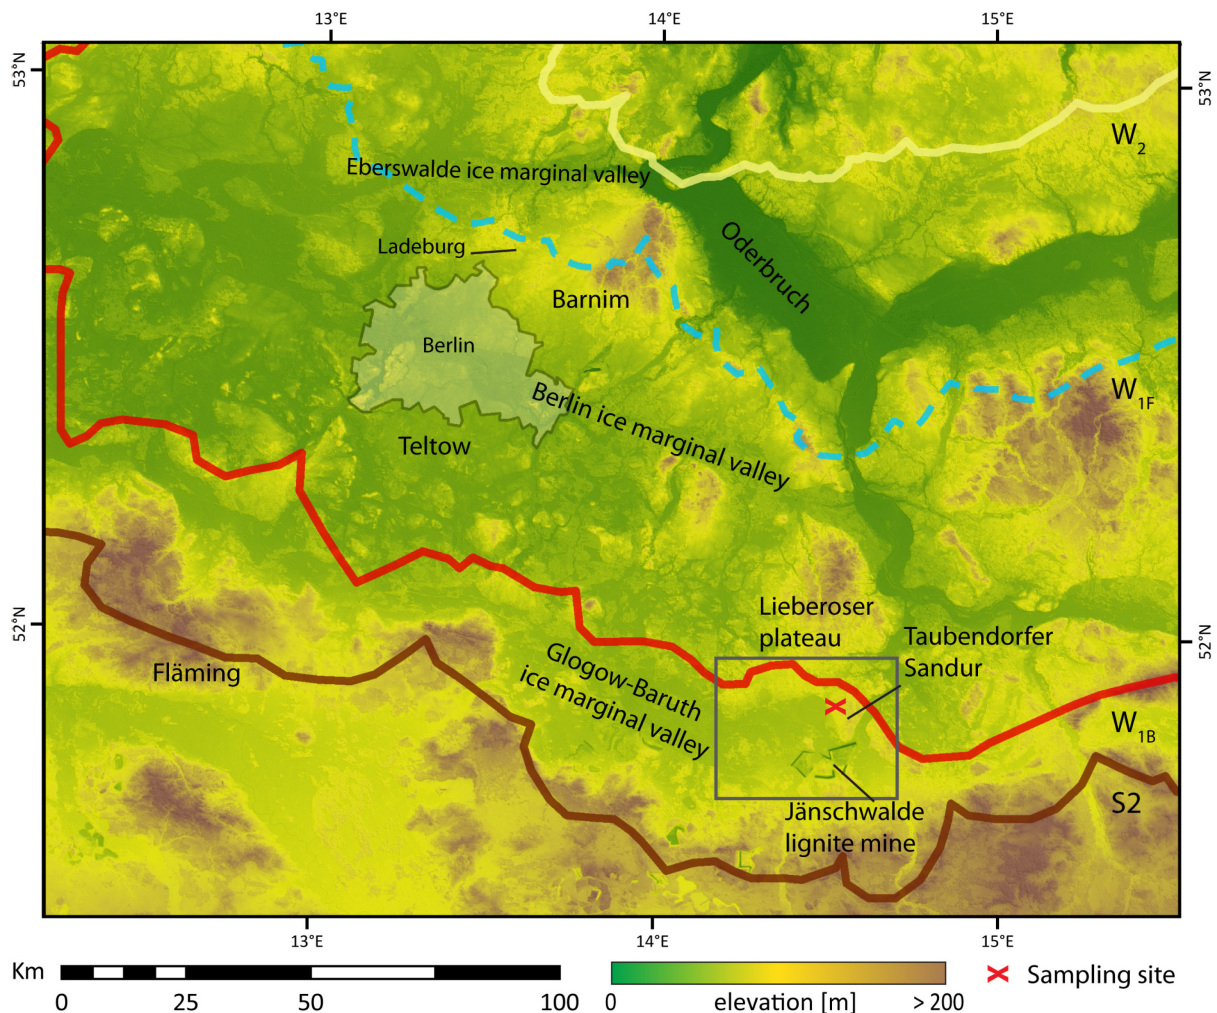 13°E
14°E
15°E
53°N
53°N
W2
Eberswalde ice marginal valley
Ladeburg
Oderbruch
Barnim
Berlin
Berlin ice marginal valley
W1F
Teltow
52°N
52°N
Lieberoser
plateau
Taubendorfer
Sandur
Fläming
Glogow-Baruth
ice marginal valley
W1B
S2
Jänschwalde
lignite mine
13°E
14°E
15°E
Km
0
25
50
100
0
elevation [m]
> 200
Sampling site